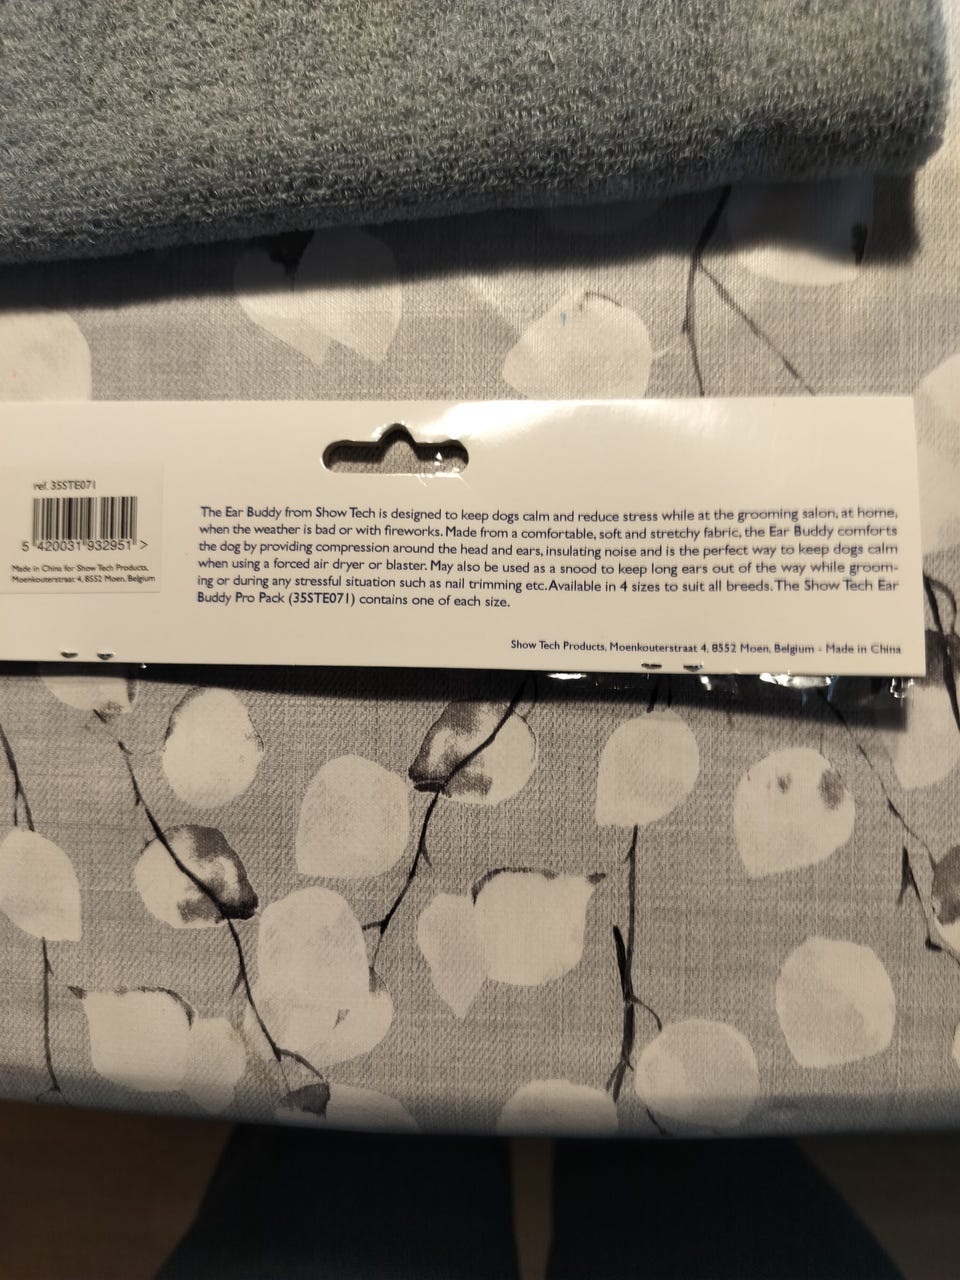 ref. 35STE071
5 420031 932951 >
Made in China for Show Tech Products,
Moenkouterstraat 4, 8552 Moen, Belgium
The Ear Buddy from Show Tech is designed to keep dogs calm and reduce stress while at the grooming salon, at home,
when the weather is bad or with fireworks. Made from a comfortable, soft and stretchy fabric, the Ear Buddy comforts
the dog by providing compression around the head and ears, insulating noise and is the perfect way to keep dogs calm
when using a forced air dryer or blaster. May also be used as a snood to keep long ears out of the way while groom-
ing or during any stressful situation such as nail trimming etc. Available in 4 sizes to suit all breeds. The Show Tech Ear
Buddy Pro Pack (35STE071) contains one of each size.
Show Tech Products, Moenkouterstraat 4, 8552 Moen, Belgium - Made in China